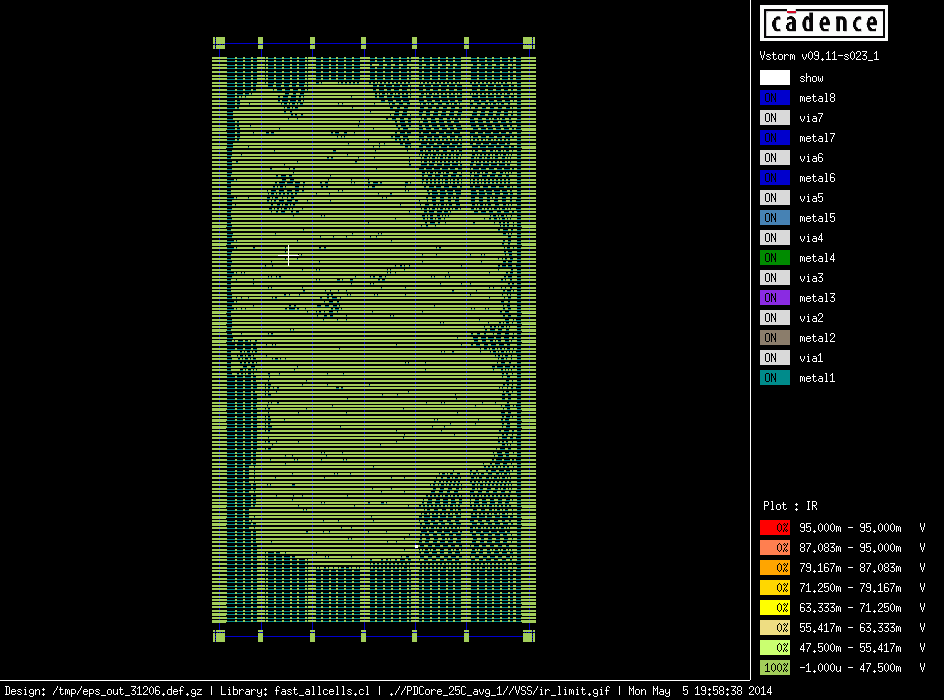 cadence
Vstorm v09.11-s023_1
show
ON metal8
ON via7
ON metal7
ON via6
ON metal6
ON via5
ON metal5
ON via4
ON metal4
ON via3
ON metal3
ON via2
ON metal2
ON via1
ON metal1
Plot : IR
0% 95.000m - 95.000m V
0% 87.083m - 95.000m V
0% 79.167m - 87.083m V
0% 71.250m - 79.167m V
0% 63.333m - 71.250m V
0% 55.417m - 63.333m V
0% 47.500m - 55.417m V
100% -1.000u - 47.500m V
Design: /tmp/eps_out_31206.def.gz | Library: fast_allcells.cl | .//PDCore_25C_avg_1//VSS/ir_limit.gif | Mon May 5 19:58:38 2014